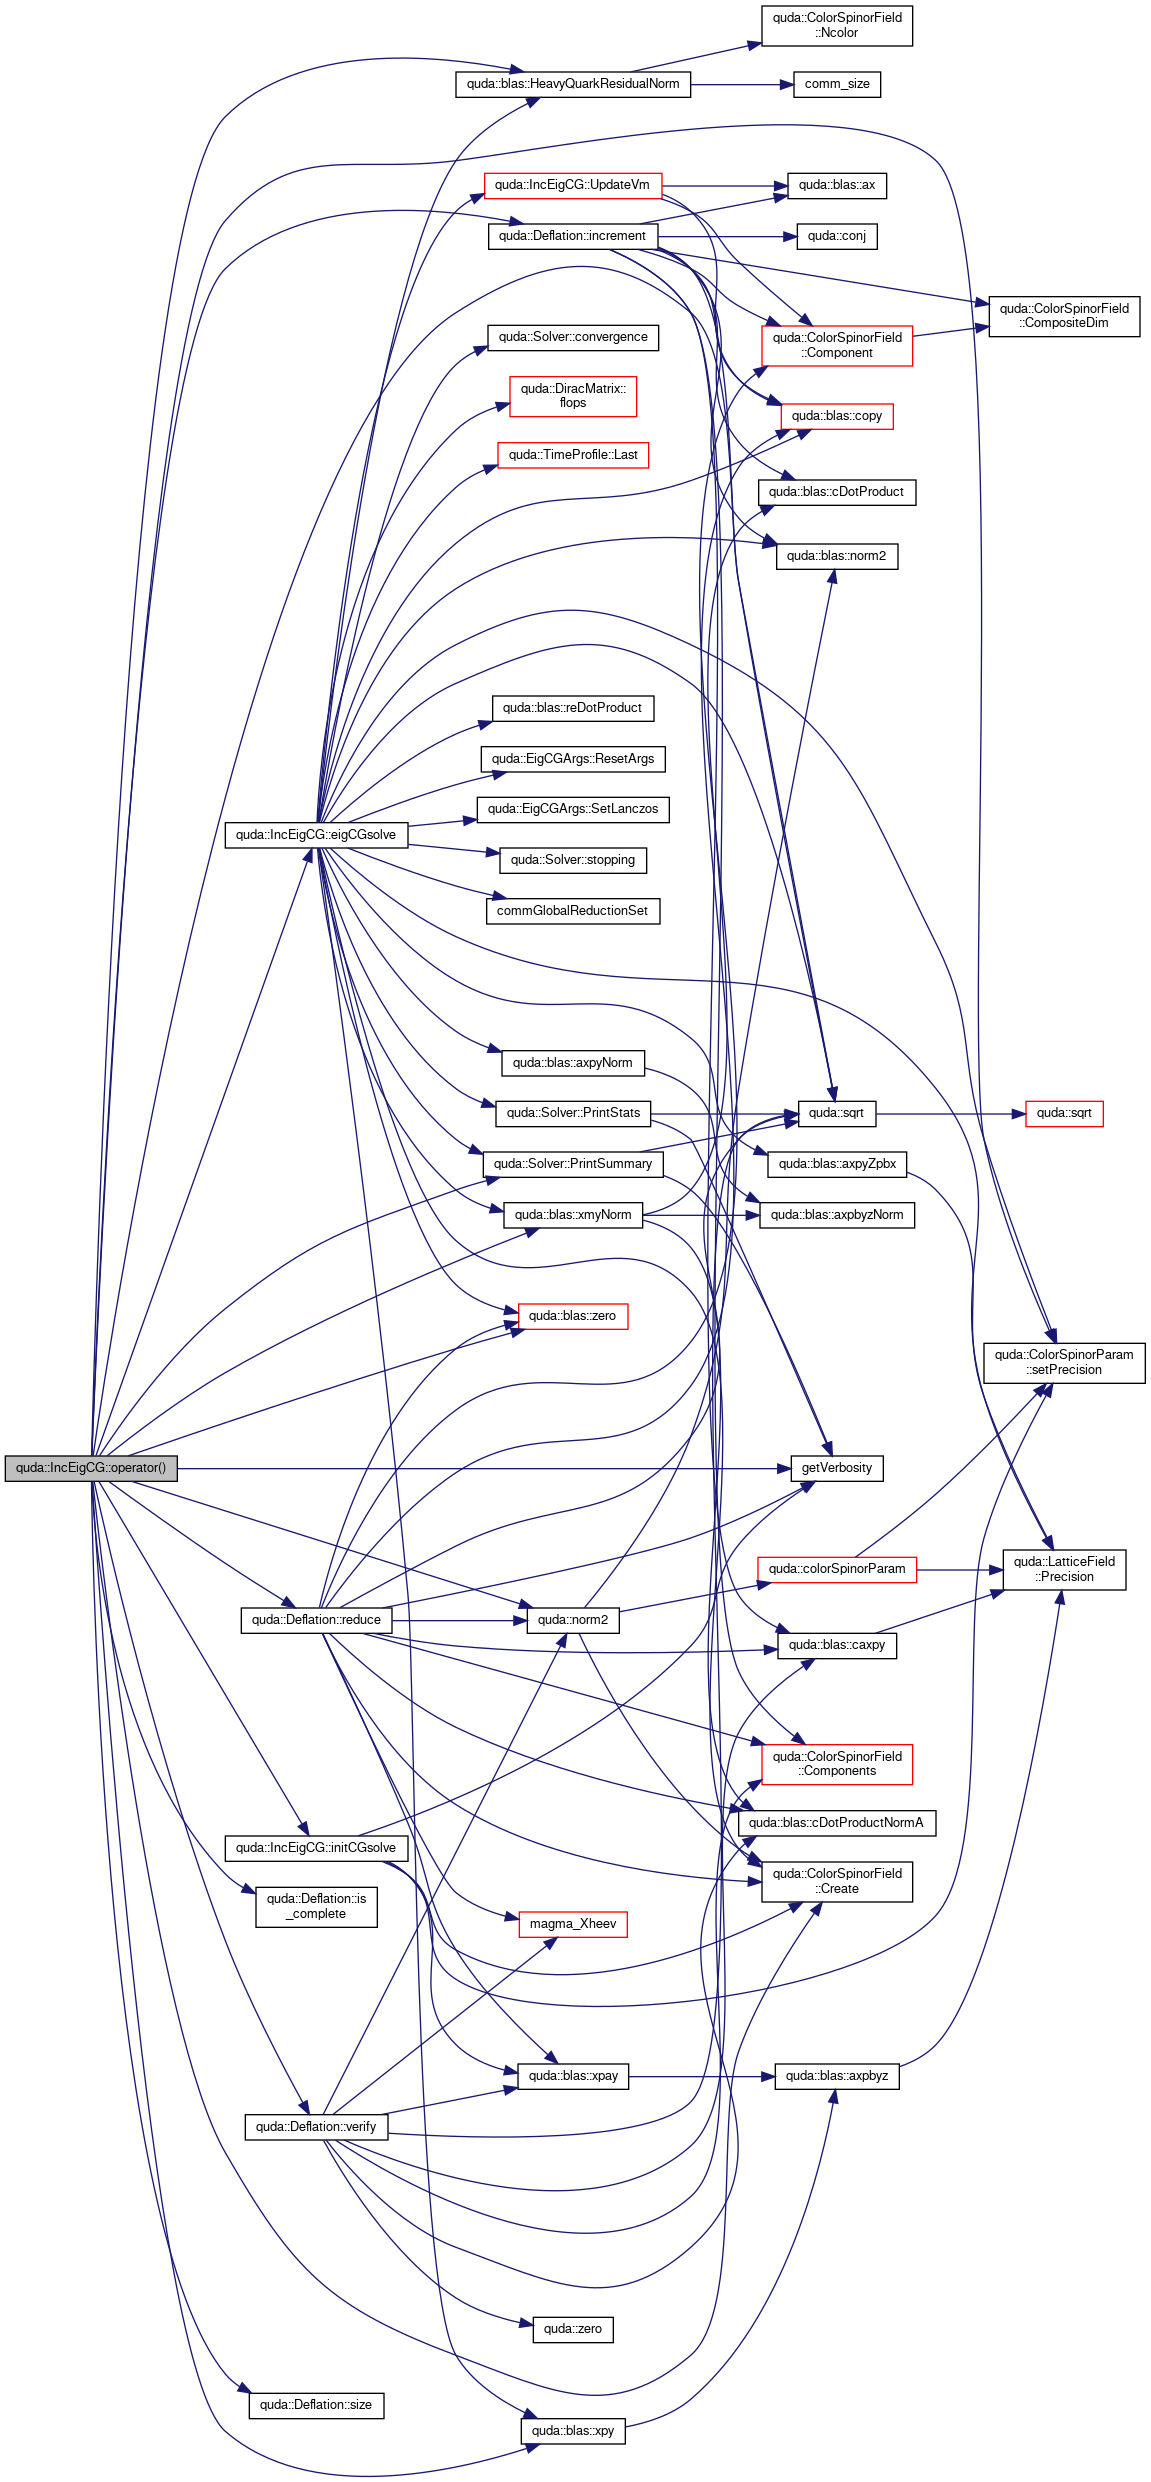 quda::ColorSpinorField
::Ncolor
quda::blas::HeavyQuarkResidualNorm
comm_size
quda::IncEigCG::UpdateVm
quda::blas::ax
quda::Deflation::increment
quda::conj
quda::ColorSpinorField
::CompositeDim
quda::Solver::convergence
quda::ColorSpinorField
::Component
quda::DiracMatrix::
flops
quda::blas::copy
quda::TimeProfile::Last
quda::blas::cDotProduct
quda::blas::norm2
quda::blas::reDotProduct
quda::EigCGArgs::ResetArgs
quda::EigCGArgs::SetLanczos
quda::IncEigCG::eigCGsolve
quda::Solver::stopping
commGlobalReductionSet
quda::blas::axpyNorm
quda::Solver::PrintStats
quda::sqrt
quda::sqrt
quda::Solver::PrintSummary
quda::blas::axpyZpbx
quda::blas::xmyNorm
quda::blas::axpbyzNorm
quda::blas::zero
quda::ColorSpinorParam
::setPrecision
quda::IncEigCG::operator()
getVerbosity
quda::colorSpinorParam
quda::LatticeField
::Precision
quda::Deflation::reduce
quda::norm2
quda::blas::caxpy
quda::ColorSpinorField
::Components
quda::blas::cDotProductNormA
quda::IncEigCG::initCGsolve
quda::ColorSpinorField
::Create
quda::Deflation::is
_complete
magma_Xheev
quda::blas::xpay
quda::blas::axpbyz
quda::Deflation::verify
quda::zero
quda::Deflation::size
quda::blas::xpy